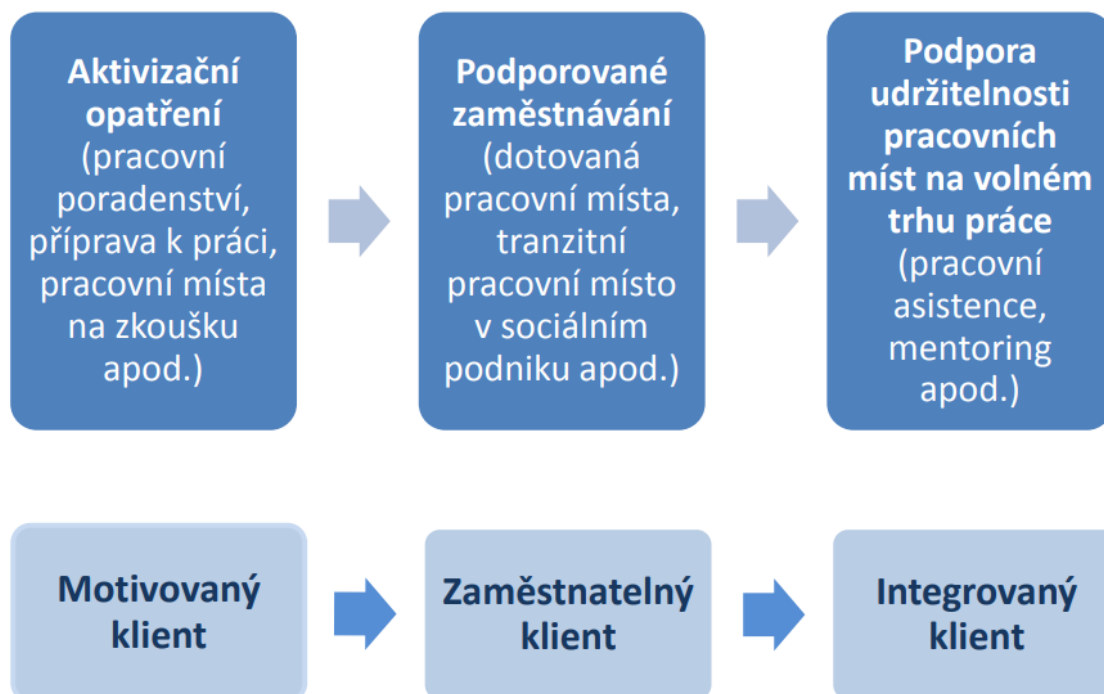 Aktivizační
opatření
(pracovní
poradenství,
příprava k práci,
pracovní místa
na zkoušku
apod.)
Podporované
zaměstnávání
(dotovaná
pracovní místa,
tranzitní
pracovní místo
v sociálním
podniku apod.)
Podpora
udržitelnosti
pracovních
míst na volném
trhu práce
(pracovní
asistence,
mentoring
apod.)
Motivovaný
klient
Zaměstnatelný
klient
Integrovaný
klient